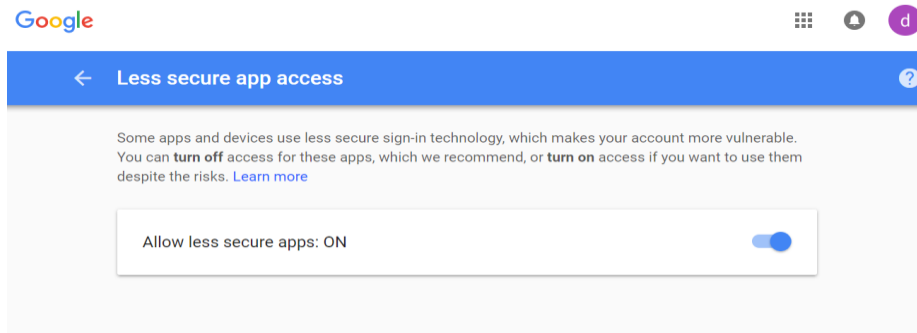 Google
d
Less secure app access
?
Some apps and devices use less secure sign-in technology, which makes your account more vulnerable.
You can turn off access for these apps, which we recommend, or turn on access if you want to use them
despite the risks. Learn more
Allow less secure apps: ON